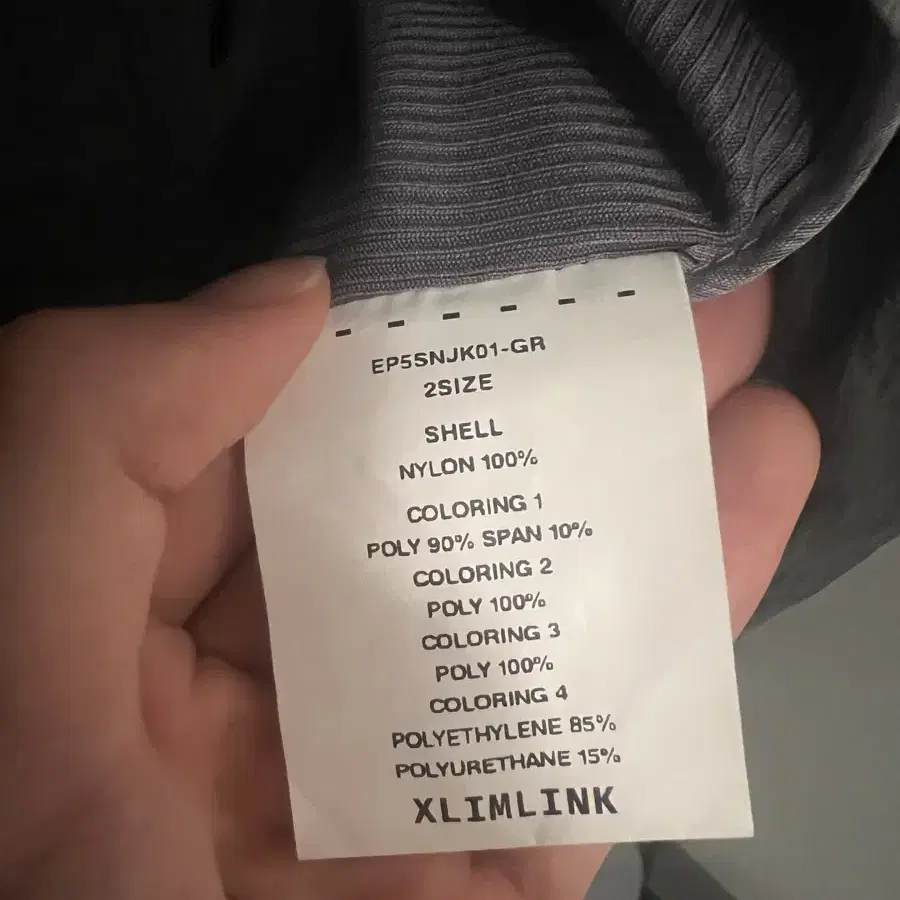 EP5SNJK01-GR
2SIZE
SHELL
NYLON 100%
COLORING 1
POLY 90% SPAN 10%
COLORING 2
POLY 100%
COLORING 3
POLY 100%
COLORING 4
POLYETHYLENE 85%
POLYURETHANE 15%
XLIMLINK